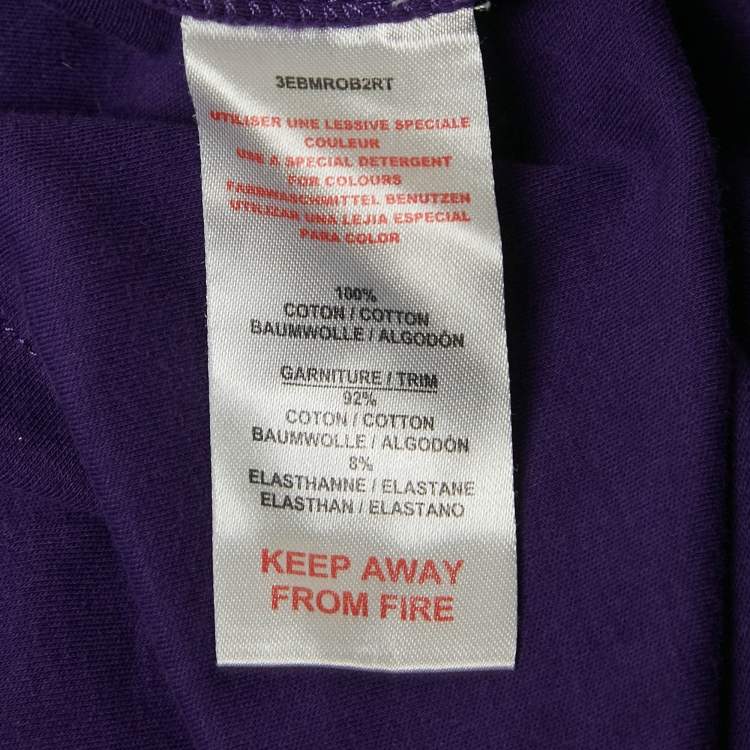 3EBMROB2RT
UTILISER UNE LESSIVE SPECIALE
COULEUR
USE A SPECIAL DETERGENT
FOR COLOURS
FARBWASCHMITTEL BENUTZEN
UTILIZAR UNA LEJIA ESPECIAL
PARA COLOR
100%
COTON / COTTON
BAUMWOLLE / ALGODÓN
GARNITURE / TRIM
92%
COTON / COTTON
BAUMWOLLE / ALGODÓN
8%
ELASTHANNE / ELASTANE
ELASTHAN / ELASTANO
KEEP AWAY
FROM FIRE